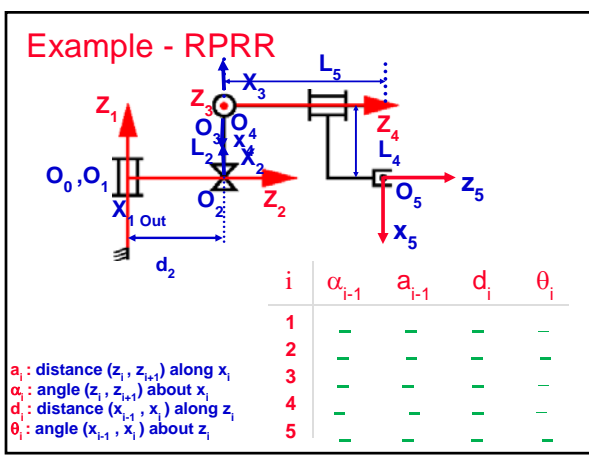 Example - RPRR
L5
X3
Z1
Z3
Z4
O3 O4
x4
L2
X2
L4
O0 ,O1
O2
Z2
O5
z5
X1 Out
x5
d2
i αi-1 ai-1 di θi
1 – – – –
2 – – – –
3 – – – –
4 – – – –
5 – – – –
ai : distance (zi , zi+1) along xi
αi : angle (zi , zi+1) about xi
di : distance (xi-1 , xi) along zi
θi : angle (xi-1 , xi) about zi